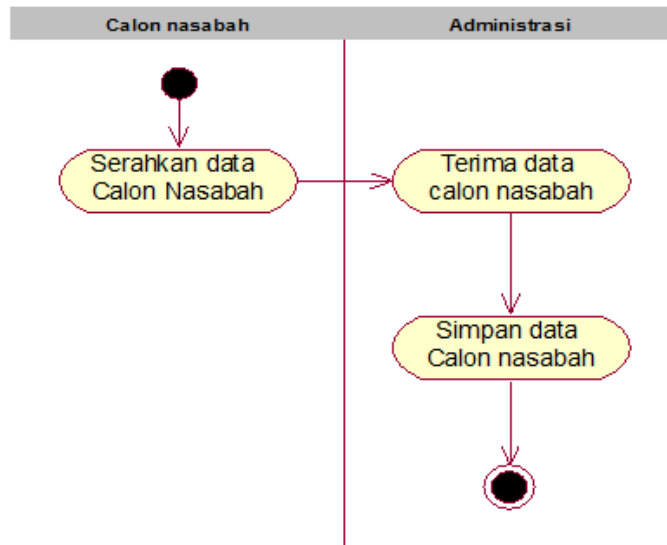 Calon nasabah
Administrasi
Serahkan data
Calon Nasabah
Terima data
calon nasabah
Simpan data
Calon nasabah